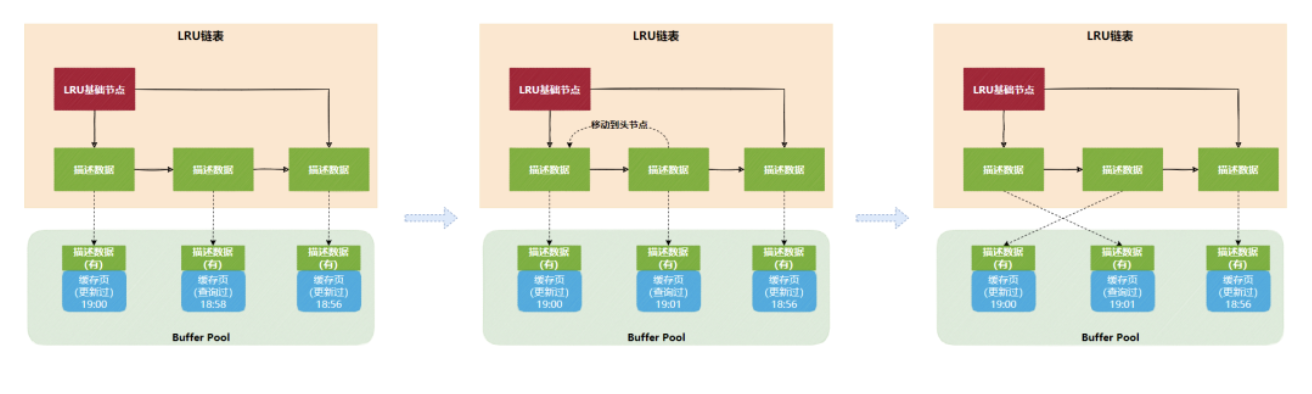 LRU链表
LRU基础节点
描述数据
描述数据
描述数据
描述数据
(有)
缓存页
(更新过)
19:00
描述数据
(有)
缓存页
(查询过)
18:58
描述数据
(有)
缓存页
(更新过)
18:56
Buffer Pool
LRU链表
LRU基础节点
移动到头节点
描述数据
描述数据
描述数据
描述数据
(有)
缓存页
(更新过)
19:00
描述数据
(有)
缓存页
(查询过)
19:01
描述数据
(有)
缓存页
(更新过)
18:56
Buffer Pool
LRU链表
LRU基础节点
描述数据
描述数据
描述数据
描述数据
(有)
缓存页
(更新过)
19:00
描述数据
(有)
缓存页
(查询过)
19:01
描述数据
(有)
缓存页
(更新过)
18:56
Buffer Pool